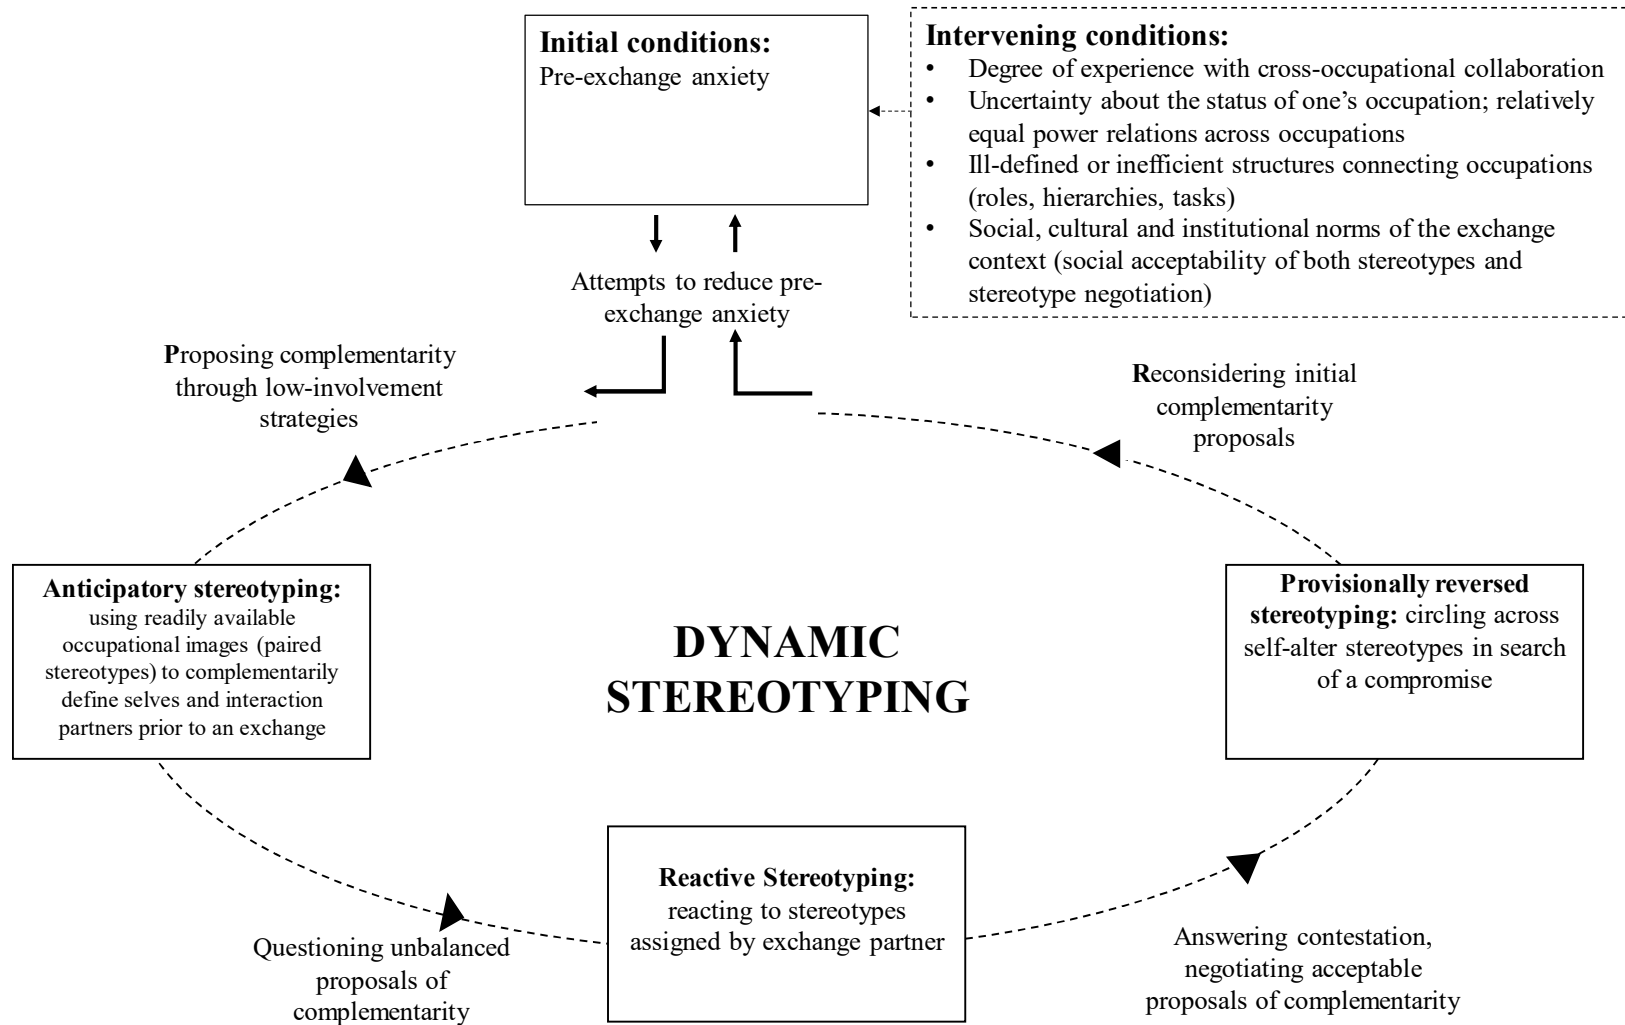 Initial conditions:
Pre-exchange anxiety
Intervening conditions:
• Degree of experience with cross-occupational collaboration
• Uncertainty about the status of one's occupation; relatively
equal power relations across occupations
• Ill-defined or inefficient structures connecting occupations
(roles, hierarchies, tasks)
• Social, cultural and institutional norms of the exchange
context (social acceptability of both stereotypes and
stereotype negotiation)
Attempts to reduce pre-
exchange anxiety
Proposing complementarity
through low-involvement
strategies
Reconsidering initial
complementarity
proposals
Anticipatory stereotyping:
using readily available
occupational images (paired
stereotypes) to complementarily
define selves and interaction
partners prior to an exchange
DYNAMIC
STEREOTYPING
Provisionally reversed
stereotyping: circling across
self-alter stereotypes in search
of a compromise
Reactive Stereotyping:
reacting to stereotypes
assigned by exchange partner
Questioning unbalanced
proposals of
complementarity
Answering contestation,
negotiating acceptable
proposals of complementarity